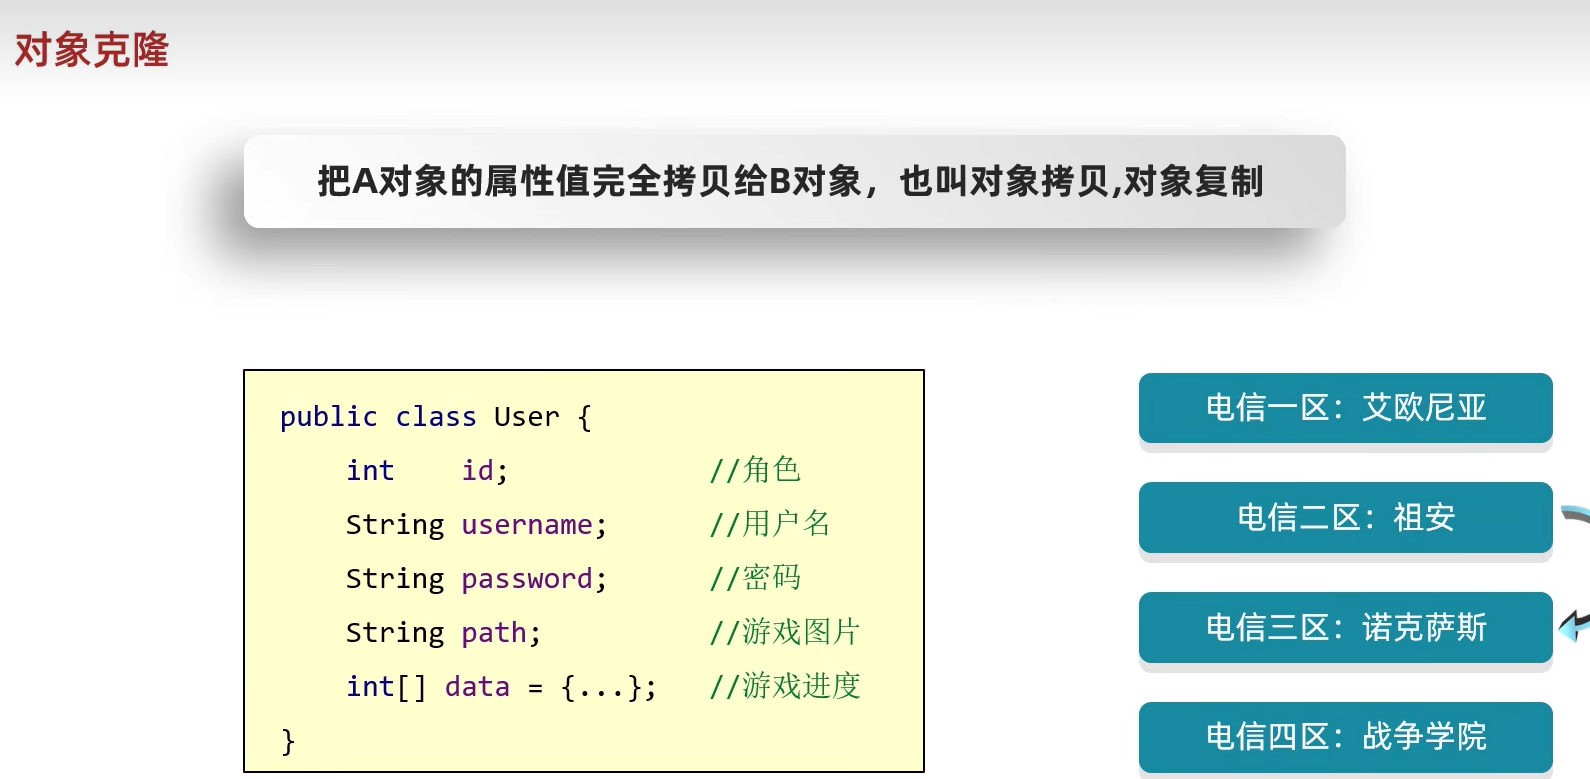 对象克隆
把A对象的属性值完全拷贝给B对象，也叫对象拷贝,对象复制
public class User {
int id; //角色
String username; //用户名
String password; //密码
String path; //游戏图片
int[] data = {...}; //游戏进度
}
电信一区：艾欧尼亚
电信二区：祖安
电信三区：诺克萨斯
电信四区：战争学院